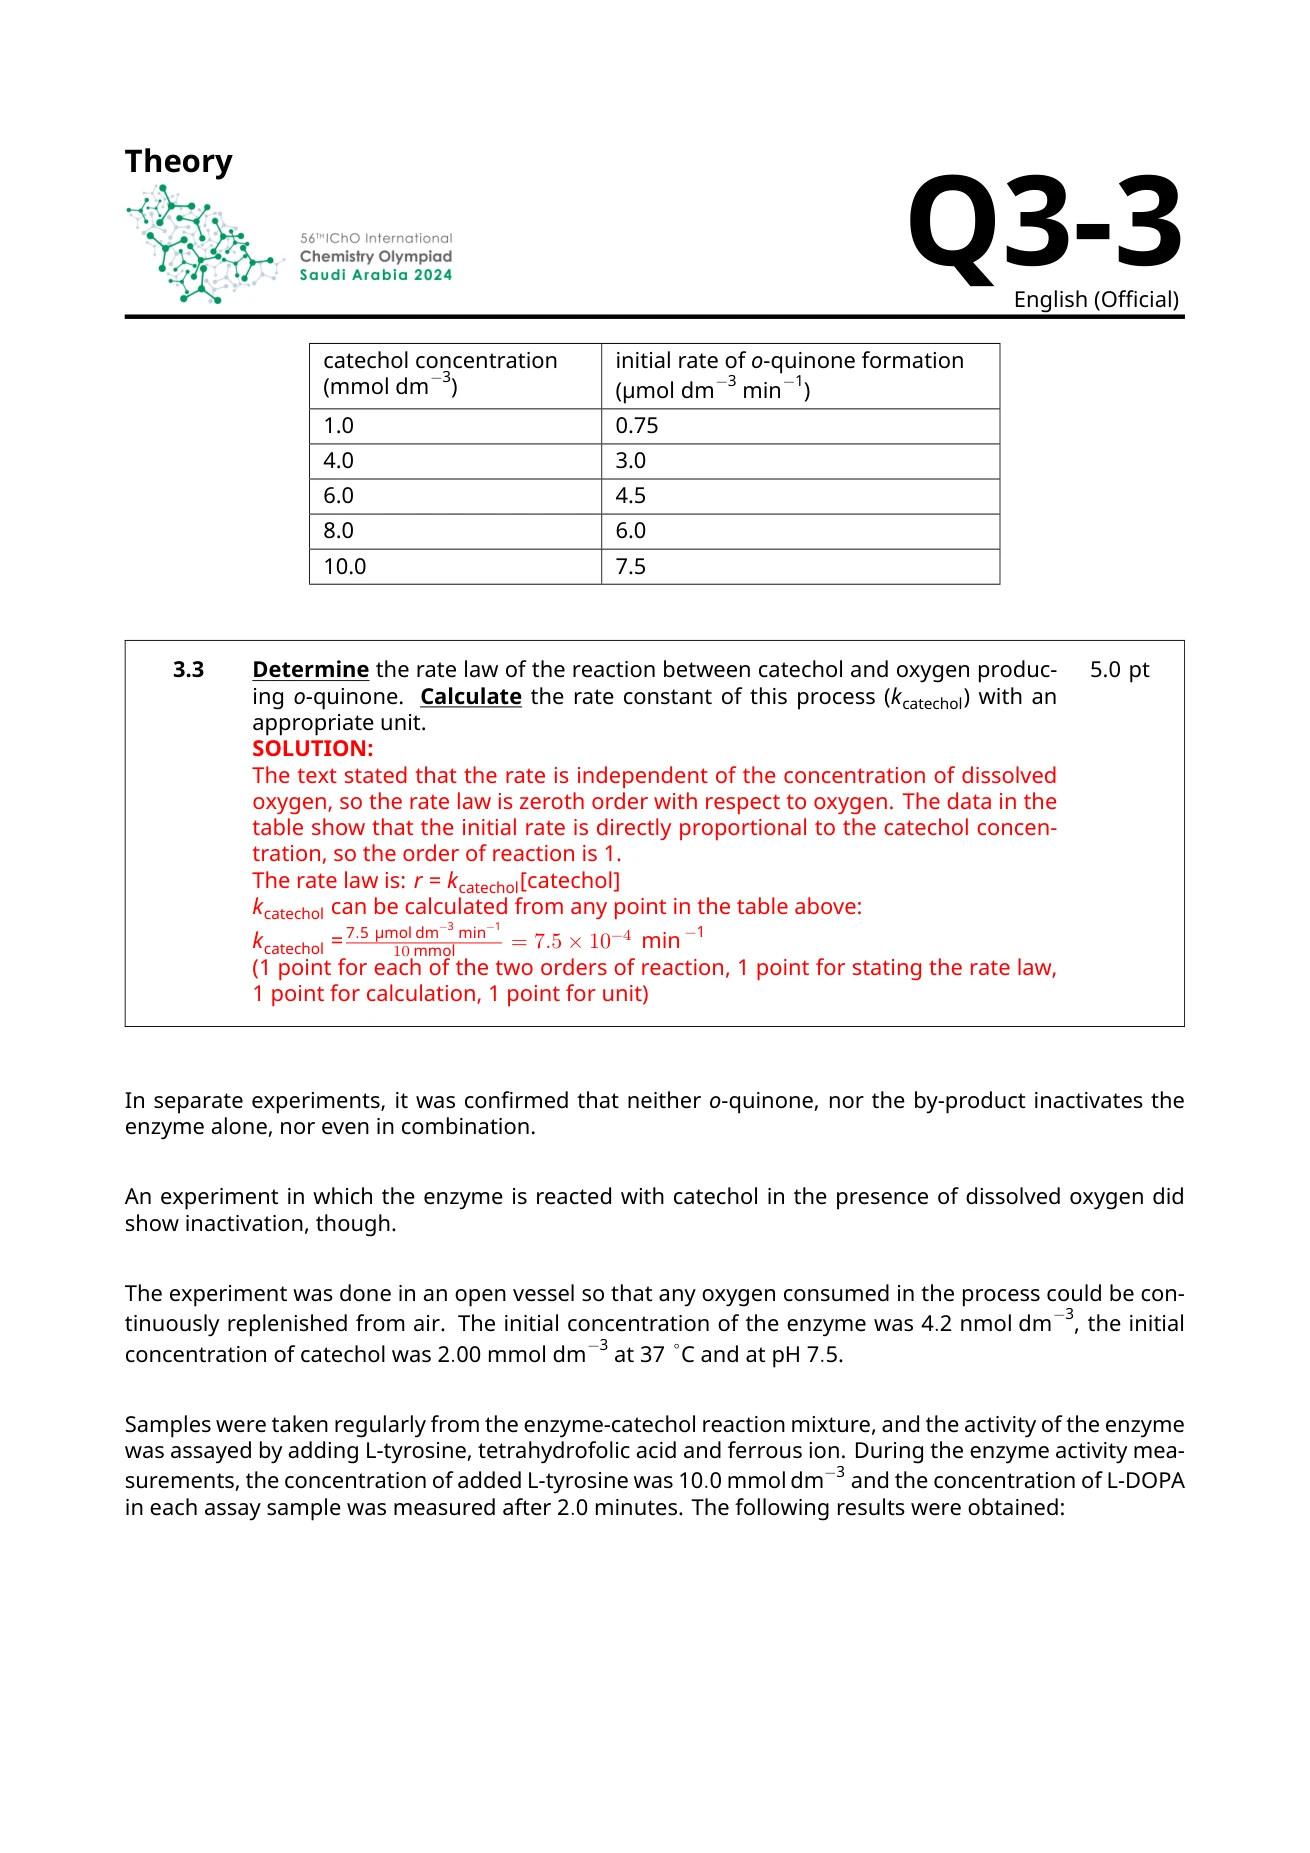 Theory
56ᵀᴴIChO International
Chemistry Olympiad
Saudi Arabia 2024
Q3-3
English (Official)
catechol concentration (mmol dm⁻³) | initial rate of o-quinone formation (µmol dm⁻³ min⁻¹)
1.0 | 0.75
4.0 | 3.0
6.0 | 4.5
8.0 | 6.0
10.0 | 7.5
3.3 Determine the rate law of the reaction between catechol and oxygen produc- 5.0 pt
ing o-quinone. Calculate the rate constant of this process (k_catechol) with an
appropriate unit.
SOLUTION:
The text stated that the rate is independent of the concentration of dissolved
oxygen, so the rate law is zeroth order with respect to oxygen. The data in the
table show that the initial rate is directly proportional to the catechol concen-
tration, so the order of reaction is 1.
The rate law is: r = k_catechol[catechol]
k_catechol can be calculated from any point in the table above:
k_catechol = (7.5 µmol dm⁻³ min⁻¹)/(10 mmol) = 7.5 × 10⁻⁴ min⁻¹
(1 point for each of the two orders of reaction, 1 point for stating the rate law,
1 point for calculation, 1 point for unit)
In separate experiments, it was confirmed that neither o-quinone, nor the by-product inactivates the
enzyme alone, nor even in combination.
An experiment in which the enzyme is reacted with catechol in the presence of dissolved oxygen did
show inactivation, though.
The experiment was done in an open vessel so that any oxygen consumed in the process could be con-
tinuously replenished from air. The initial concentration of the enzyme was 4.2 nmol dm⁻³, the initial
concentration of catechol was 2.00 mmol dm⁻³ at 37 °C and at pH 7.5.
Samples were taken regularly from the enzyme-catechol reaction mixture, and the activity of the enzyme
was assayed by adding L-tyrosine, tetrahydrofolic acid and ferrous ion. During the enzyme activity mea-
surements, the concentration of added L-tyrosine was 10.0 mmol dm⁻³ and the concentration of L-DOPA
in each assay sample was measured after 2.0 minutes. The following results were obtained: